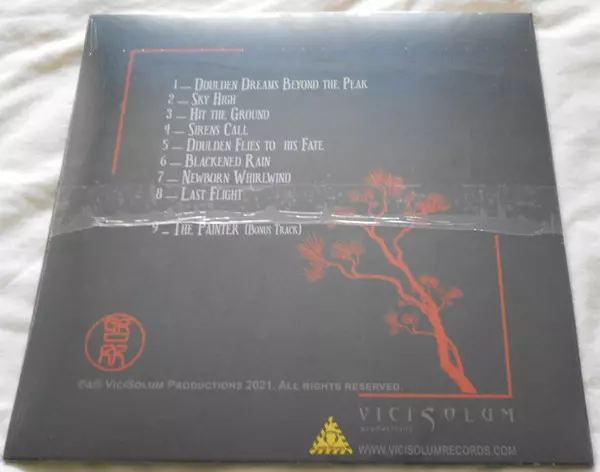 1 _ Doulden Dreams Beyond the Peak
2 _ Sky High
3 _ Hit the Ground
4 _ Sirens Call
5 _ Doulden Flies to his Fate
6 _ Blackened Rain
7 _ Newborn Whirlwind
8 _ Last Flight
9 _ The Painter (Bonus Track)
ViciSolum Productions 2021. All rights reserved.
VICISOLUM
PRODUCTIONS
WWW.VICISOLUMRECORDS.COM